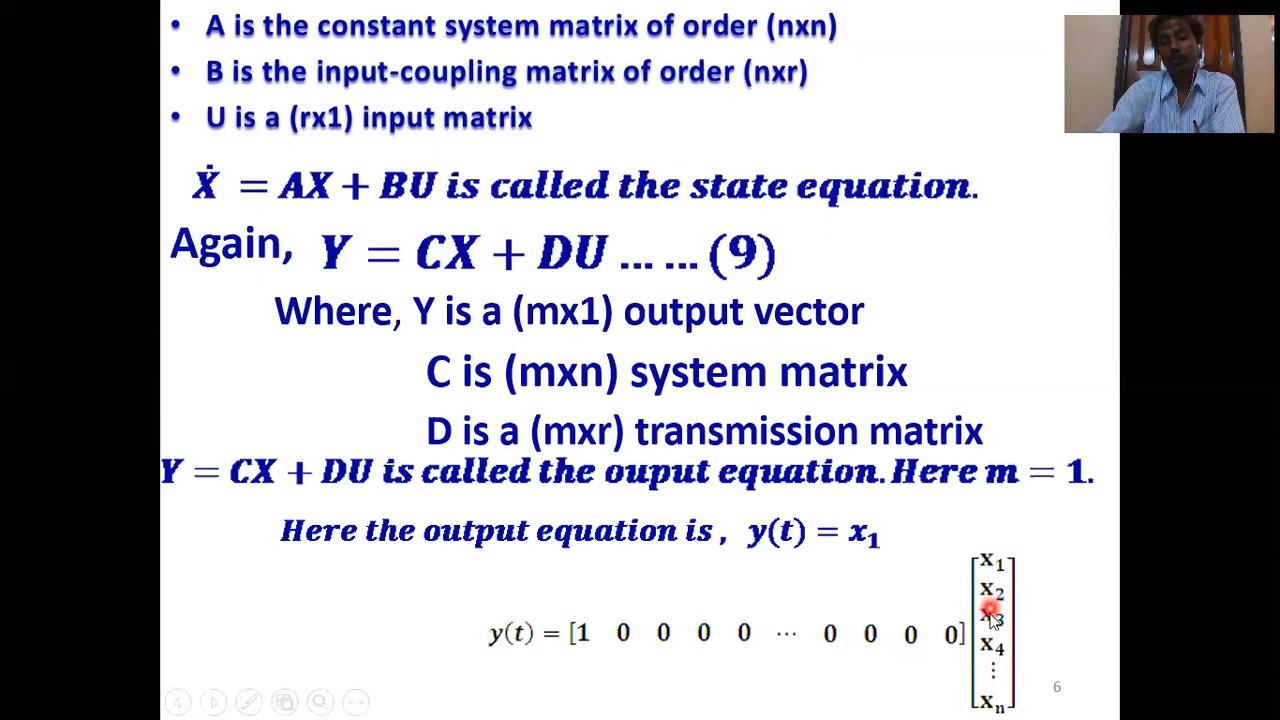 • A is the constant system matrix of order (nxn)
• B is the input-coupling matrix of order (nxr)
• U is a (rx1) input matrix
Ẋ = AX + BU is called the state equation.
Again, Y = CX + DU ... ... (9)
Where, Y is a (mx1) output vector
C is (mxn) system matrix
D is a (mxr) transmission matrix
Y = CX + DU is called the ouput equation. Here m = 1.
Here the output equation is , y(t) = x₁
y(t) = [1 0 0 0 0 ⋯ 0 0 0 0] [x₁ x₂ x₃ x₄ ⋮ xₙ]
6